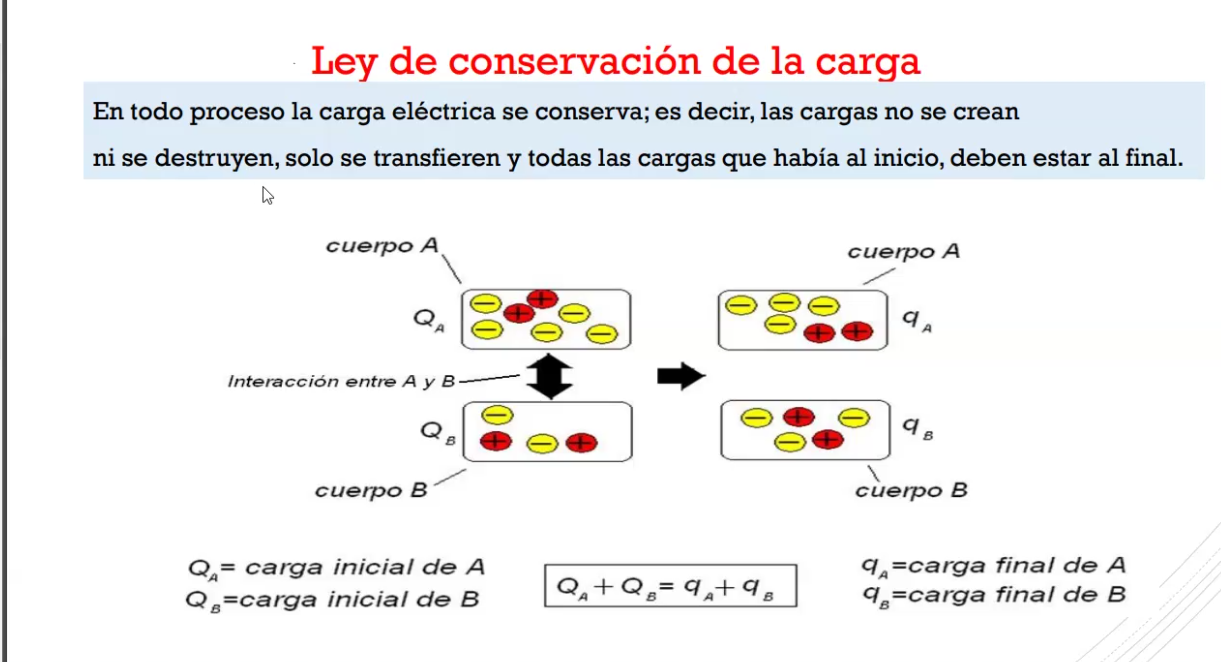 Ley de conservación de la carga
En todo proceso la carga eléctrica se conserva; es decir, las cargas no se crean
ni se destruyen, solo se transfieren y todas las cargas que había al inicio, deben estar al final.
cuerpo A
cuerpo A
Q_A
q_A
Interacción entre A y B
Q_B
q_B
cuerpo B
cuerpo B
Q_A= carga inicial de A
Q_B=carga inicial de B
Q_A+Q_B=q_A+q_B
q_A=carga final de A
q_B=carga final de B